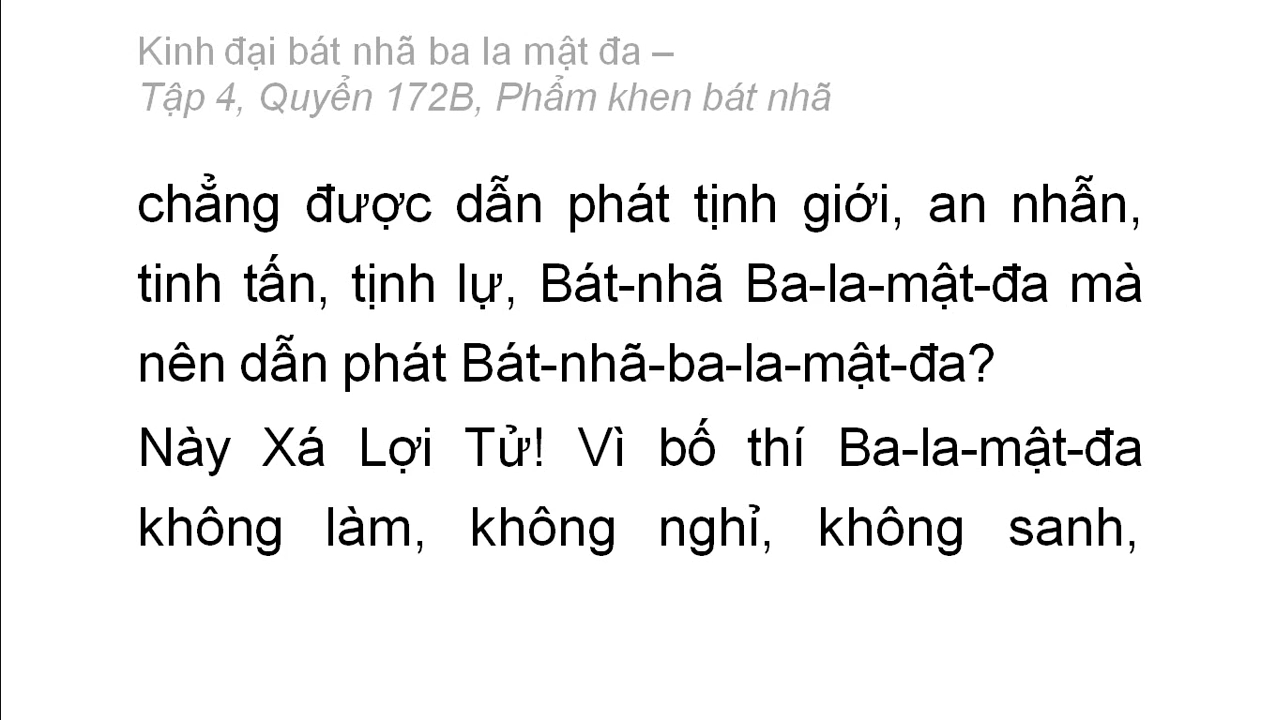 Kinh đại bát nhã ba la mật đa –
Tập 4, Quyển 172B, Phẩm khen bát nhã
chẳng được dẫn phát tịnh giới, an nhẫn,
tinh tấn, tịnh lự, Bát-nhã Ba-la-mật-đa mà
nên dẫn phát Bát-nhã-ba-la-mật-đa?
Này Xá Lợi Tử! Vì bố thí Ba-la-mật-đa
không làm, không nghỉ, không sanh,